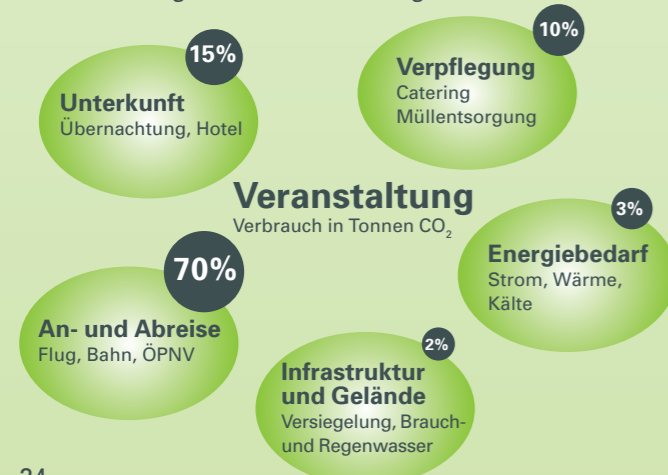 15%
Unterkunft
Übernachtung, Hotel
10%
Verpflegung
Catering
Müllentsorgung
Veranstaltung
Verbrauch in Tonnen CO₂
3%
Energiebedarf
Strom, Wärme,
Kälte
70%
An- und Abreise
Flug, Bahn, ÖPNV
2%
Infrastruktur
und Gelände
Versiegelung, Brauch-
und Regenwasser